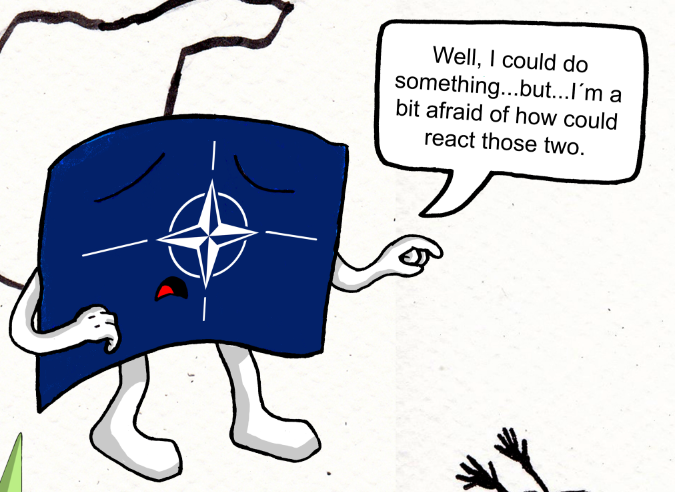 Well, I could do
something...but...I´m a
bit afraid of how could
react those two.